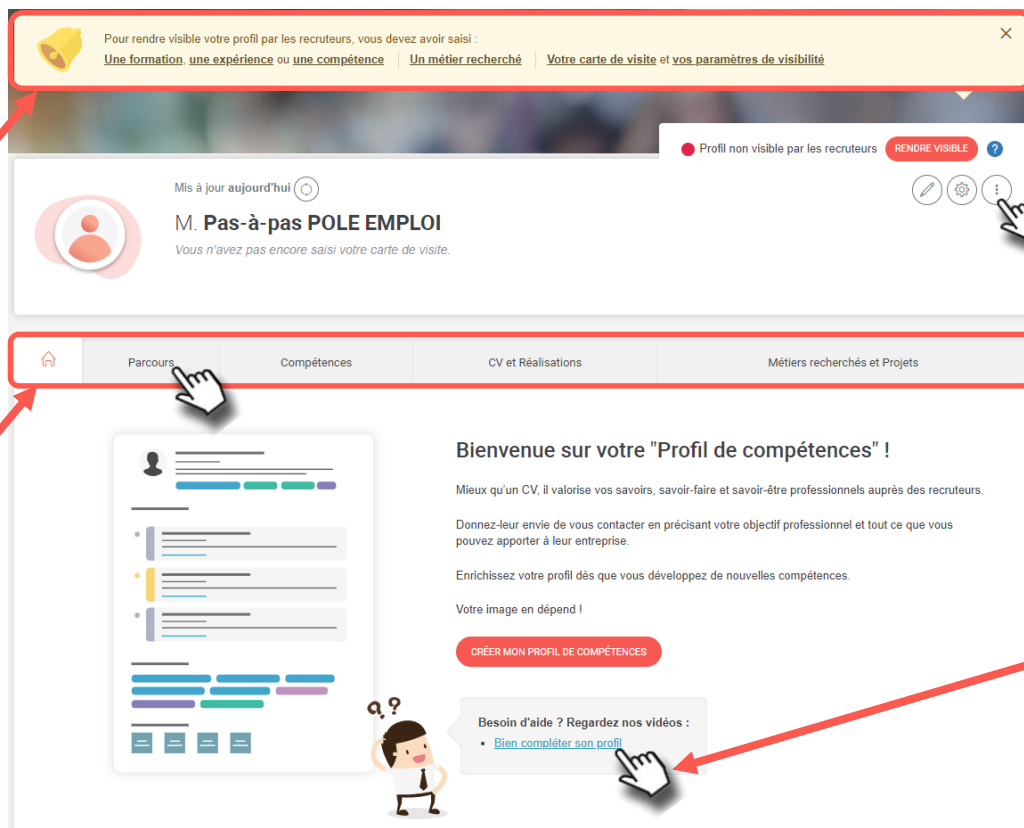 Pour rendre visible votre profil par les recruteurs, vous devez avoir saisi :
Une formation, une expérience ou une compétence Un métier recherché Votre carte de visite et vos paramètres de visibilité
Profil non visible par les recruteurs RENDRE VISIBLE ?
Mis à jour aujourd'hui
M. Pas-à-pas POLE EMPLOI
Vous n'avez pas encore saisi votre carte de visite.
Parcours Compétences CV et Réalisations Métiers recherchés et Projets
Bienvenue sur votre "Profil de compétences" !
Mieux qu'un CV, il valorise vos savoirs, savoir-faire et savoir-être professionnels auprès des recruteurs.
Donnez-leur envie de vous contacter en précisant votre objectif professionnel et tout ce que vous
pouvez apporter à leur entreprise.
Enrichissez votre profil dès que vous développez de nouvelles compétences.
Votre image en dépend !
CRÉER MON PROFIL DE COMPÉTENCES
??
Besoin d'aide ? Regardez nos vidéos :
• Bien compléter son profil